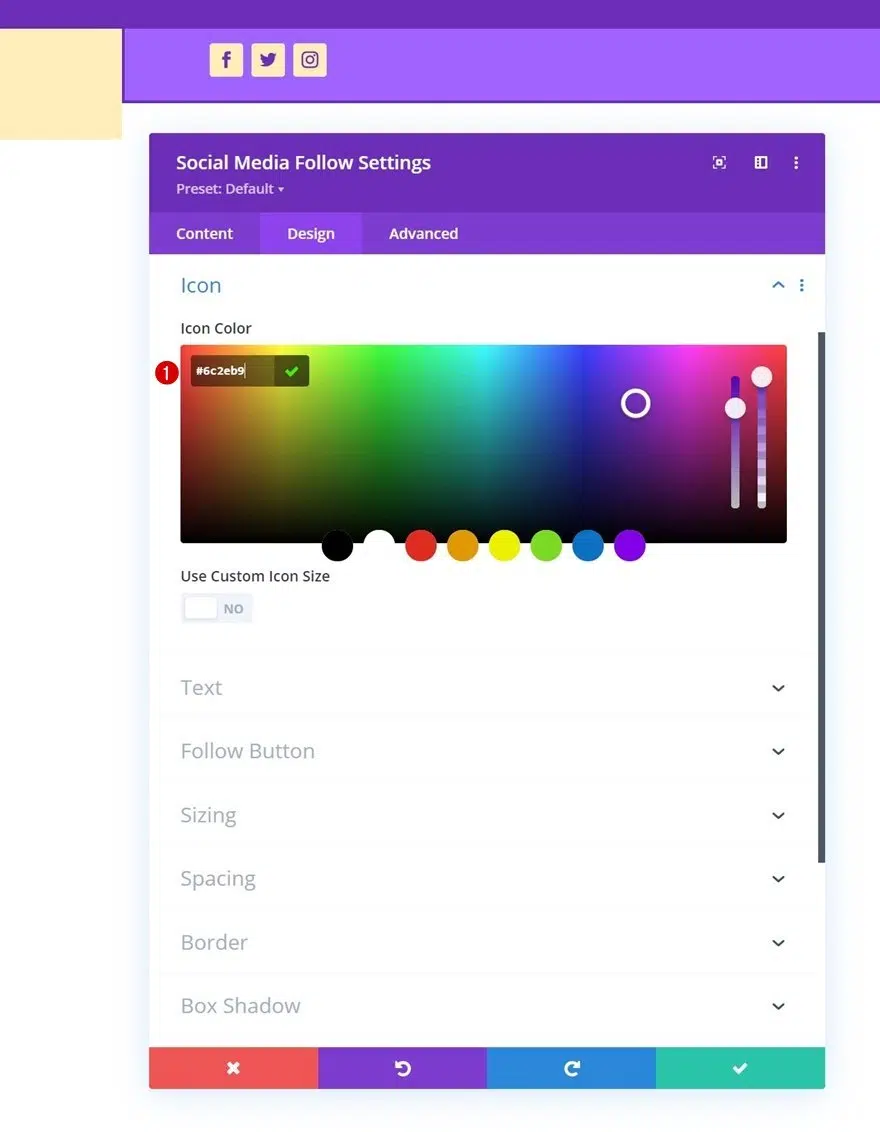 Social Media Follow Settings
Preset: Default
Content Design Advanced
Icon
Icon Color
1 #6c2eb9
Use Custom Icon Size
NO
Text
Follow Button
Sizing
Spacing
Border
Box Shadow